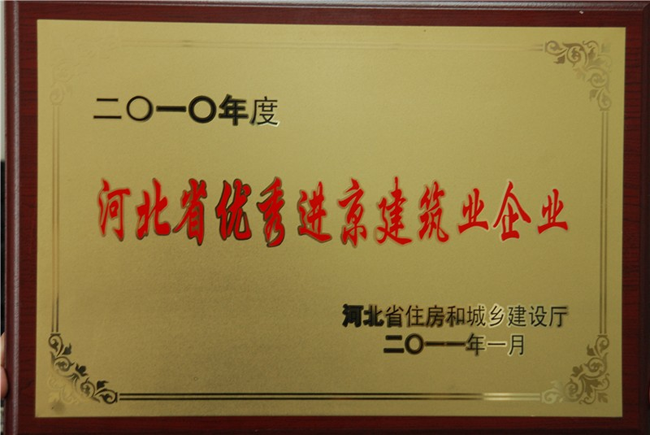 二〇一〇年度
河北省优秀进京建筑业企业
河北省住房和城乡建设厅
二〇一一年一月